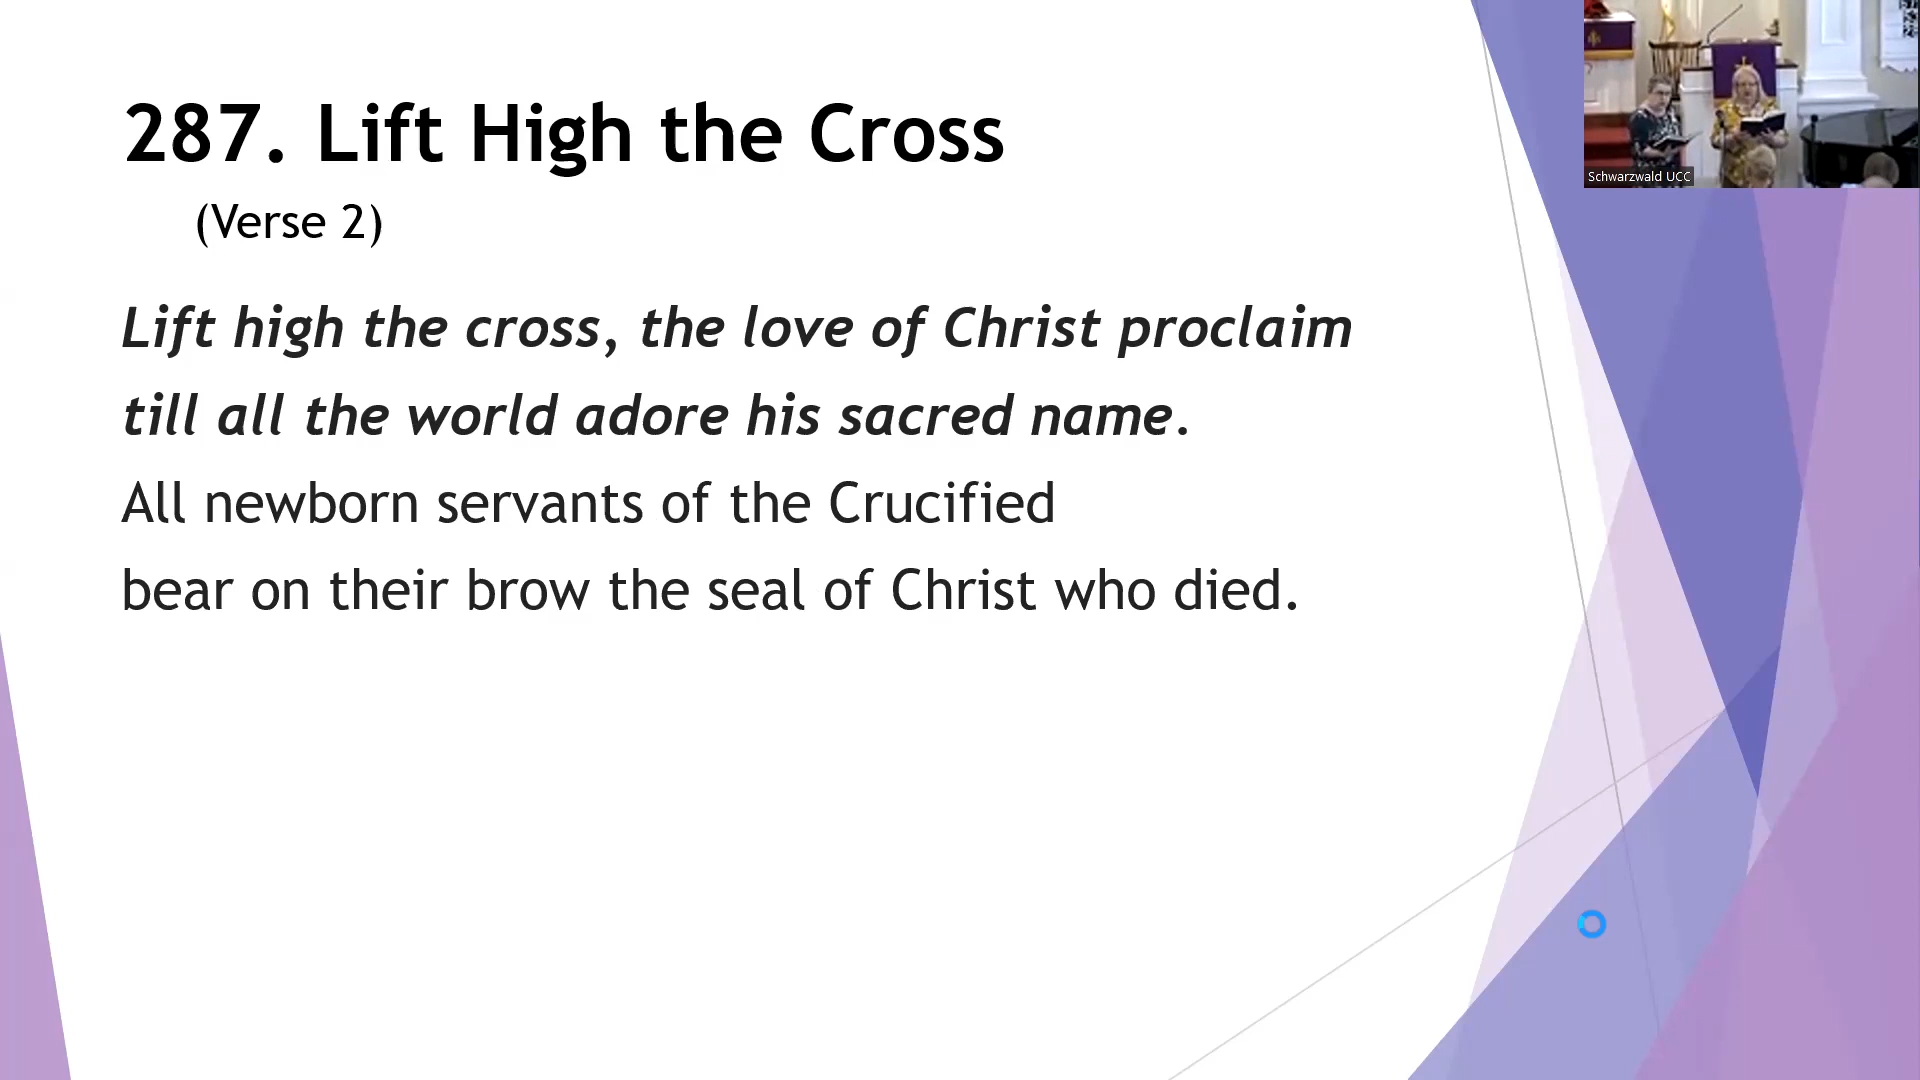 287. Lift High the Cross
(Verse 2)
Lift high the cross, the love of Christ proclaim
till all the world adore his sacred name.
All newborn servants of the Crucified
bear on their brow the seal of Christ who died.
Schwarzwald UCC